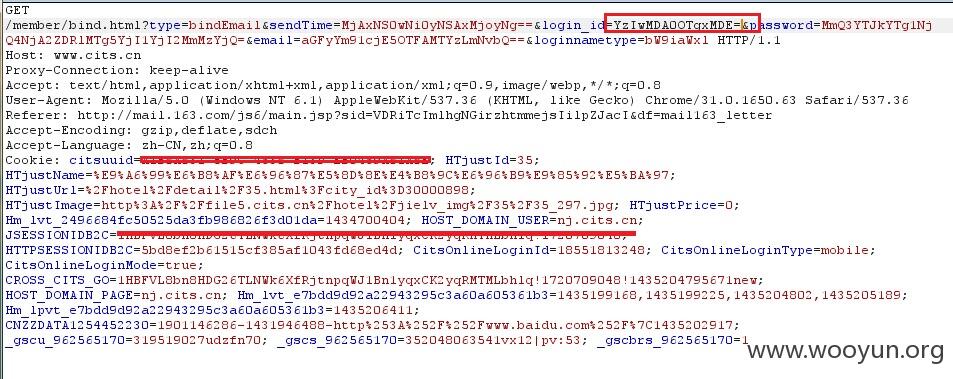 GET
/member/bind.html?type=bindEmail&sendTime=MjAxNS0wNi0yNSAxMjoyNg==&login_id=YzIwMDA0OTgxMDE=&password=MmQ3YTJkYTg1Nj
Q4NjA2ZDRlMTg5YjI1YjI2MmMzYjQ=&email=aGFyYm91cjE5OTFAMTYzLmNvbQ==&loginnametype=bW9iaWxl HTTP/1.1
Host: www.cits.cn
Proxy-Connection: keep-alive
Accept: text/html,application/xhtml+xml,application/xml;q=0.9,image/webp,*/*;q=0.8
User-Agent: Mozilla/5.0 (Windows NT 6.1) AppleWebKit/537.36 (KHTML, like Gecko) Chrome/31.0.1650.63 Safari/537.36
Referer: http://mail.163.com/js6/main.jsp?sid=VDRiTcImlhgNGirzhtmmejsIilpZJacI&df=mail163_letter
Accept-Encoding: gzip,deflate,sdch
Accept-Language: zh-CN,zh;q=0.8
Cookie: citsuuid= ; HTjustId=35;
HTjustName=%E9%A6%99%E6%B8%AF%E6%96%87%E5%8D%8E%E4%B8%9C%E6%96%B9%E9%85%92%E5%BA%97;
HTjustUrl=%2Fhotel%2Fdetail%2F35.html%3Fcity_id%3D30000898;
HTjustImage=http%3A%2F%2Ffile5.cits.cn%2Fhotel%2Fjielv_img%2F35%2F35_297.jpg; HTjustPrice=0;
Hm_lvt_2496684fc50525da3fb986826f3d01da=1434700404; HOST_DOMAIN_USER=nj.cits.cn;
JSESSIONIDB2C=
HTTPSESSIONIDB2C=5bd8ef2b61515cf385af1043fd68ed4d; CitsOnlineLoginId=18551813248; CitsOnlineLoginType=mobile;
CitsOnlineLoginMode=true;
CROSS_CITS_GO=1HBFVL8bn8HDG26TLNWk6XfRjtnpqWJ1Bn1yqxCK2yqRMTMLbhlq!1720709048!1435204795671new;
HOST_DOMAIN_PAGE=nj.cits.cn; Hm_lvt_e7bdd9d92a22943295c3a60a605361b3=1435199168,1435199225,1435204802,1435205189;
Hm_lpvt_e7bdd9d92a22943295c3a60a605361b3=1435206411;
CNZZDATA1254452230=1901146286-1431946488-http%253A%252F%252Fwww.baidu.com%252F%7C1435202917;
_gscu_962565170=319519027udzfn70; _gscs_962565170=352048063541vx12|pv:53; _gscbrs_962565170=1
www.wooyun.org